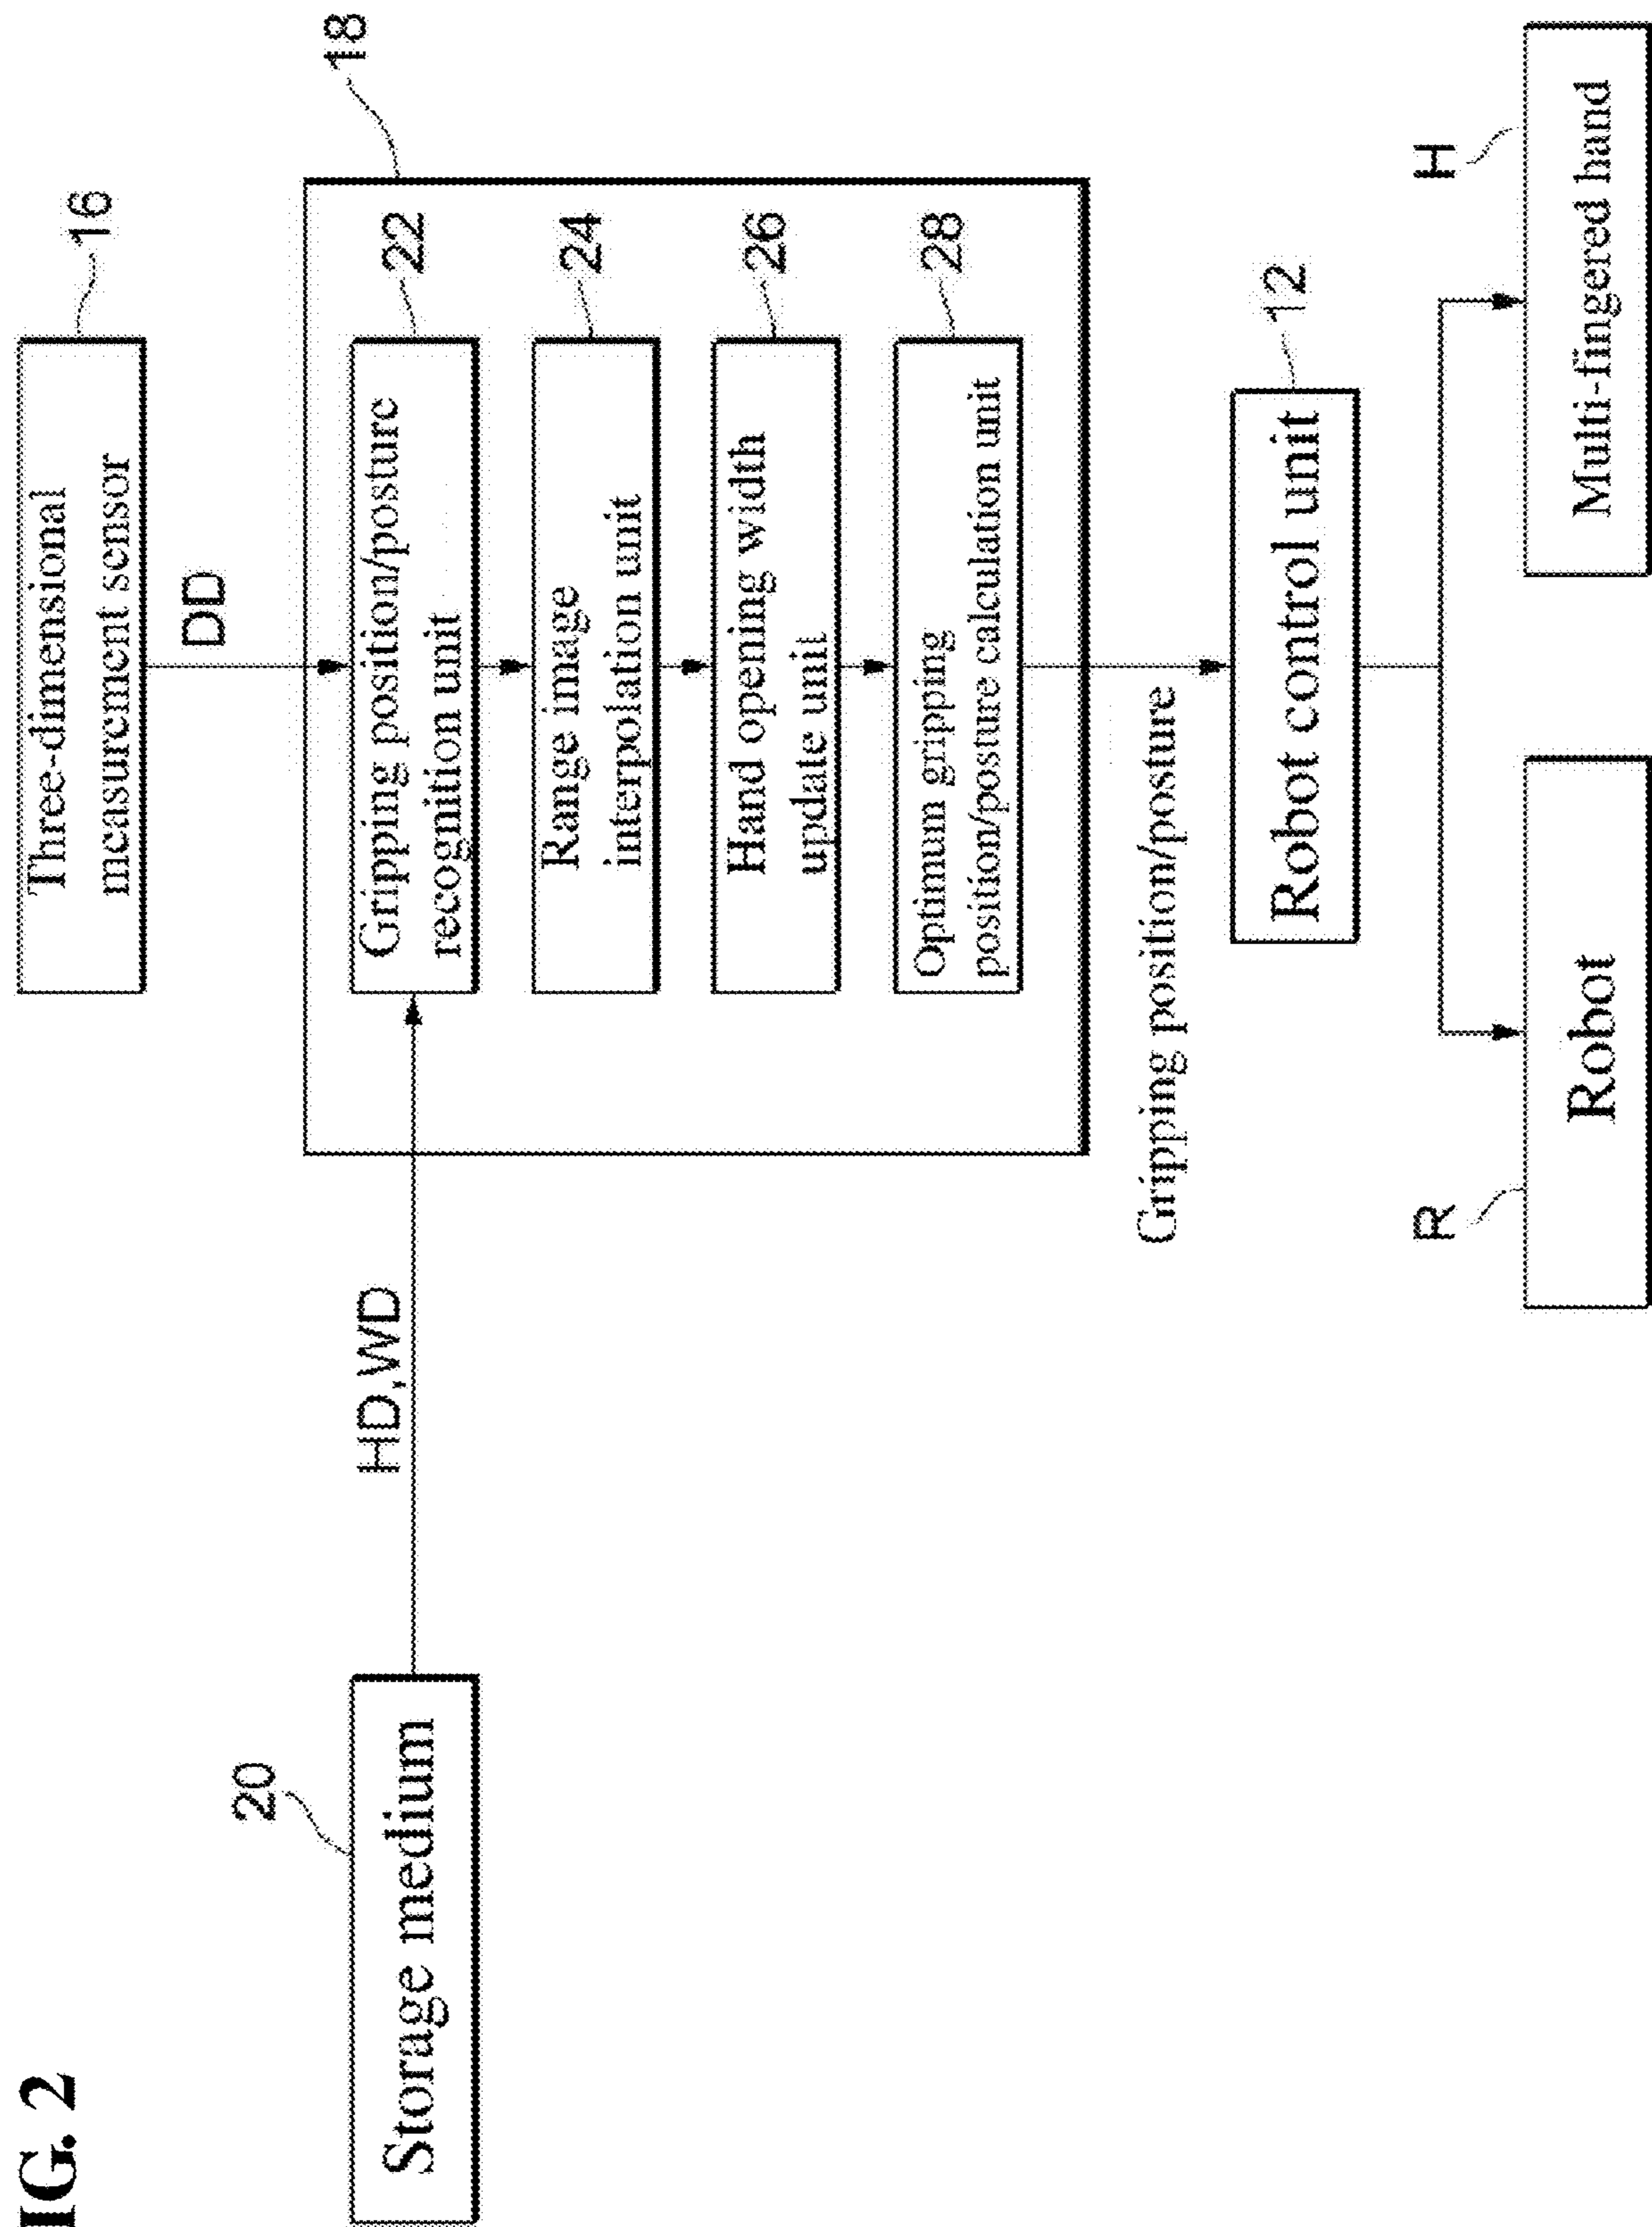 IG. 2
16
Three-dimensional
measurement sensor
DD
18
20
Storage medium
HD,WD
22
Gripping position/posture
recognition unit
24
Range image
interpolation unit
26
Hand opening width
update unit
28
Optimum gripping
position/posture calculation unit
Gripping position/posture
12
Robot control unit
R
Robot
H
Multi-fingered hand